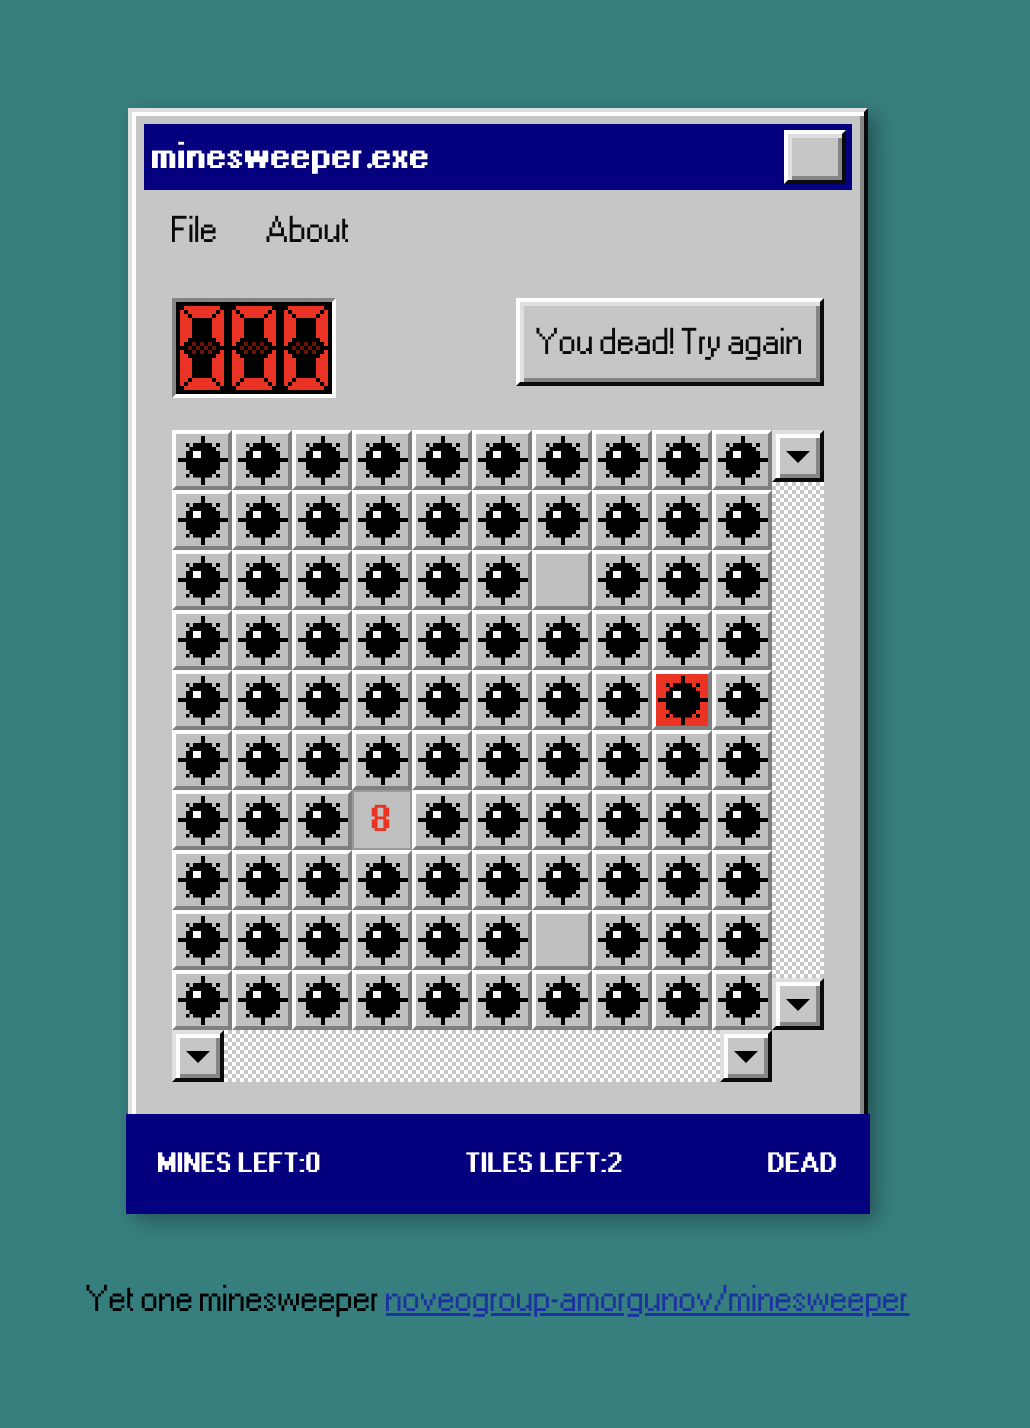 minesweeper.exe
File About
000 You dead! Try again
8
MINES LEFT:0 TILES LEFT:2 DEAD
Yet one minesweeper noveogroup-amorgunov/minesweeper